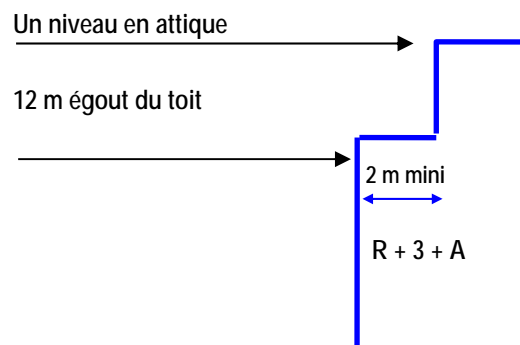 Un niveau en attique
12 m égout du toit
2 m mini
R + 3 + A